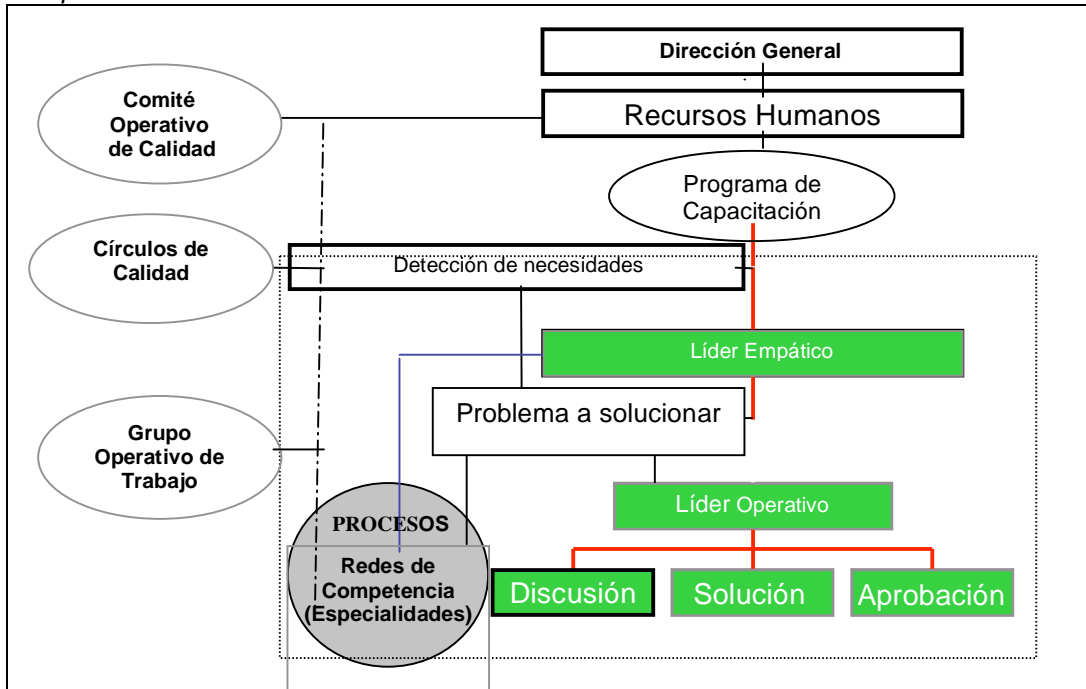 Dirección General
Recursos Humanos
Comité
Operativo
de Calidad
Programa de
Capacitación
Círculos de
Calidad
Detección de necesidades
Líder Empático
Problema a solucionar
Grupo
Operativo de
Trabajo
Líder Operativo
PROCESOS
Redes de
Competencia
(Especialidades)
Discusión
Solución
Aprobación